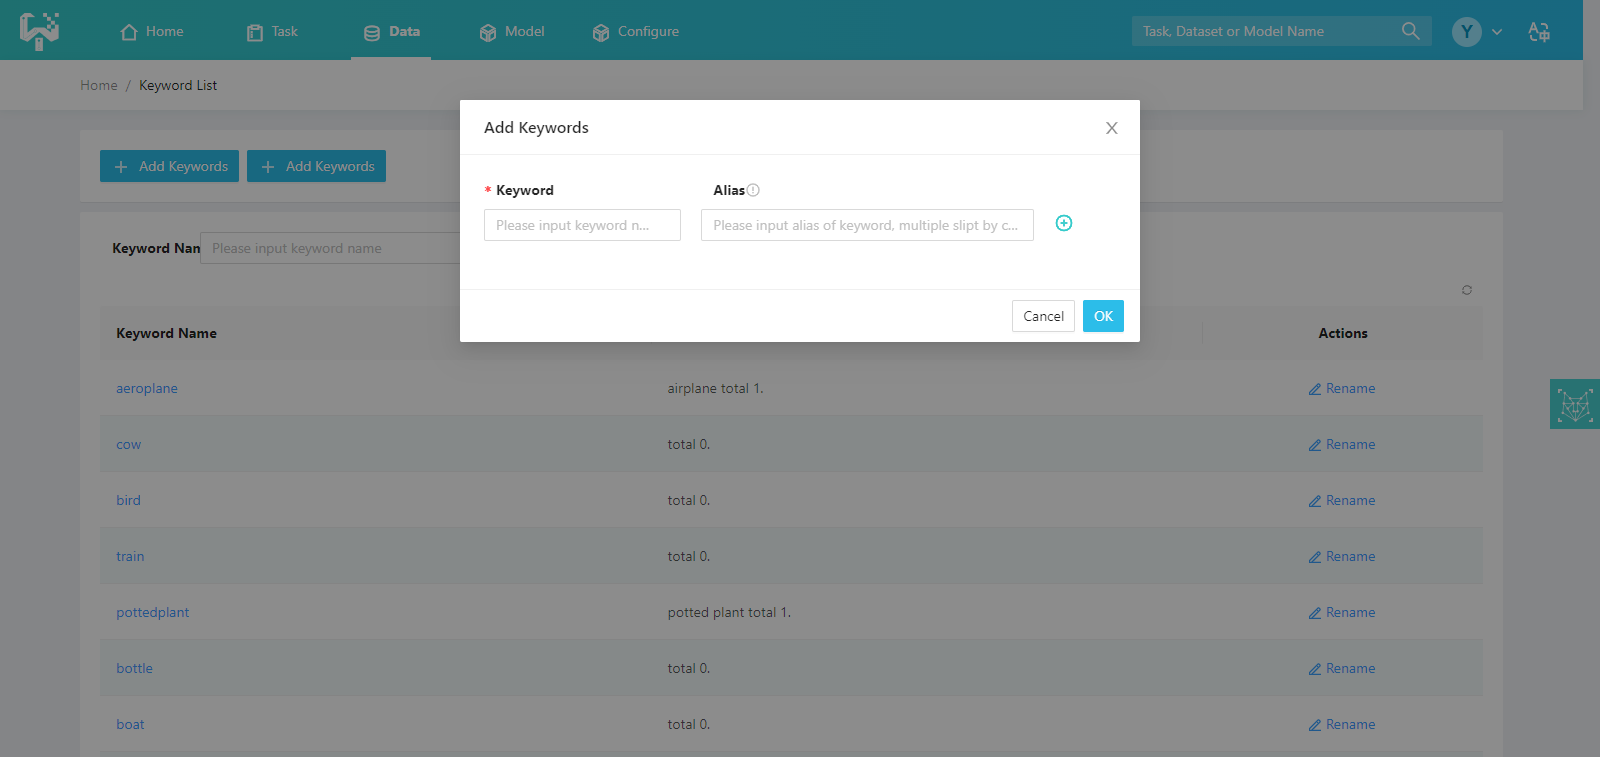 Home Task Data Model Configure Task, Dataset or Model Name Y A中
Home / Keyword List
Add Keywords
Add Keywords Add Keywords
* Keyword Alias
Please input keyword n... Please input alias of keyword, multiple slipt by c...
Keyword Nan Please input keyword name
Cancel OK
Keyword Name Actions
aeroplane airplane total 1. Rename
cow total 0. Rename
bird total 0. Rename
train total 0. Rename
pottedplant potted plant total 1. Rename
bottle total 0. Rename
boat total 0. Rename